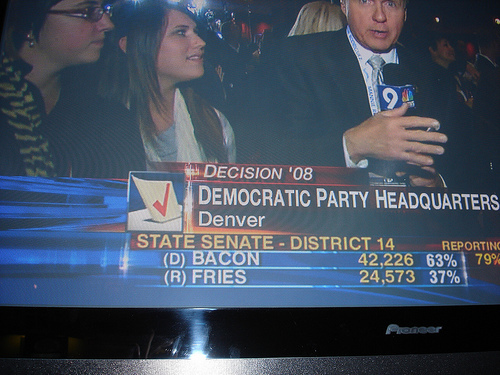 9
DECISION '08
DEMOCRATIC PARTY HEADQUARTERS
Denver
STATE SENATE - DISTRICT 14 REPORTING
(D) BACON 42,226 63% 79%
(R) FRIES 24,573 37%
Pioneer